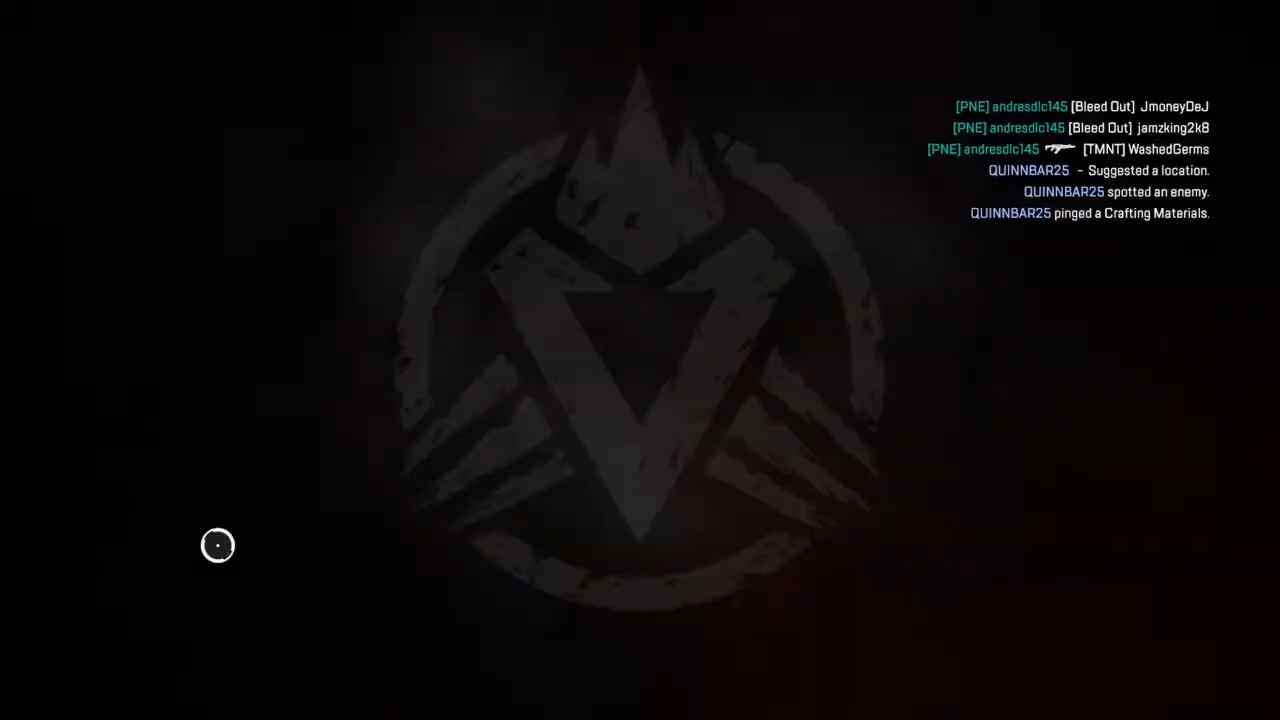 [PNE] andresdlc145 [Bleed Out] JmoneyDeJ
[PNE] andresdlc145 [Bleed Out] jamzking2k8
[PNE] andresdlc145 [TMNT] WashedGerms
QUINNBAR25 - Suggested a location.
QUINNBAR25 spotted an enemy.
QUINNBAR25 pinged a Crafting Materials.